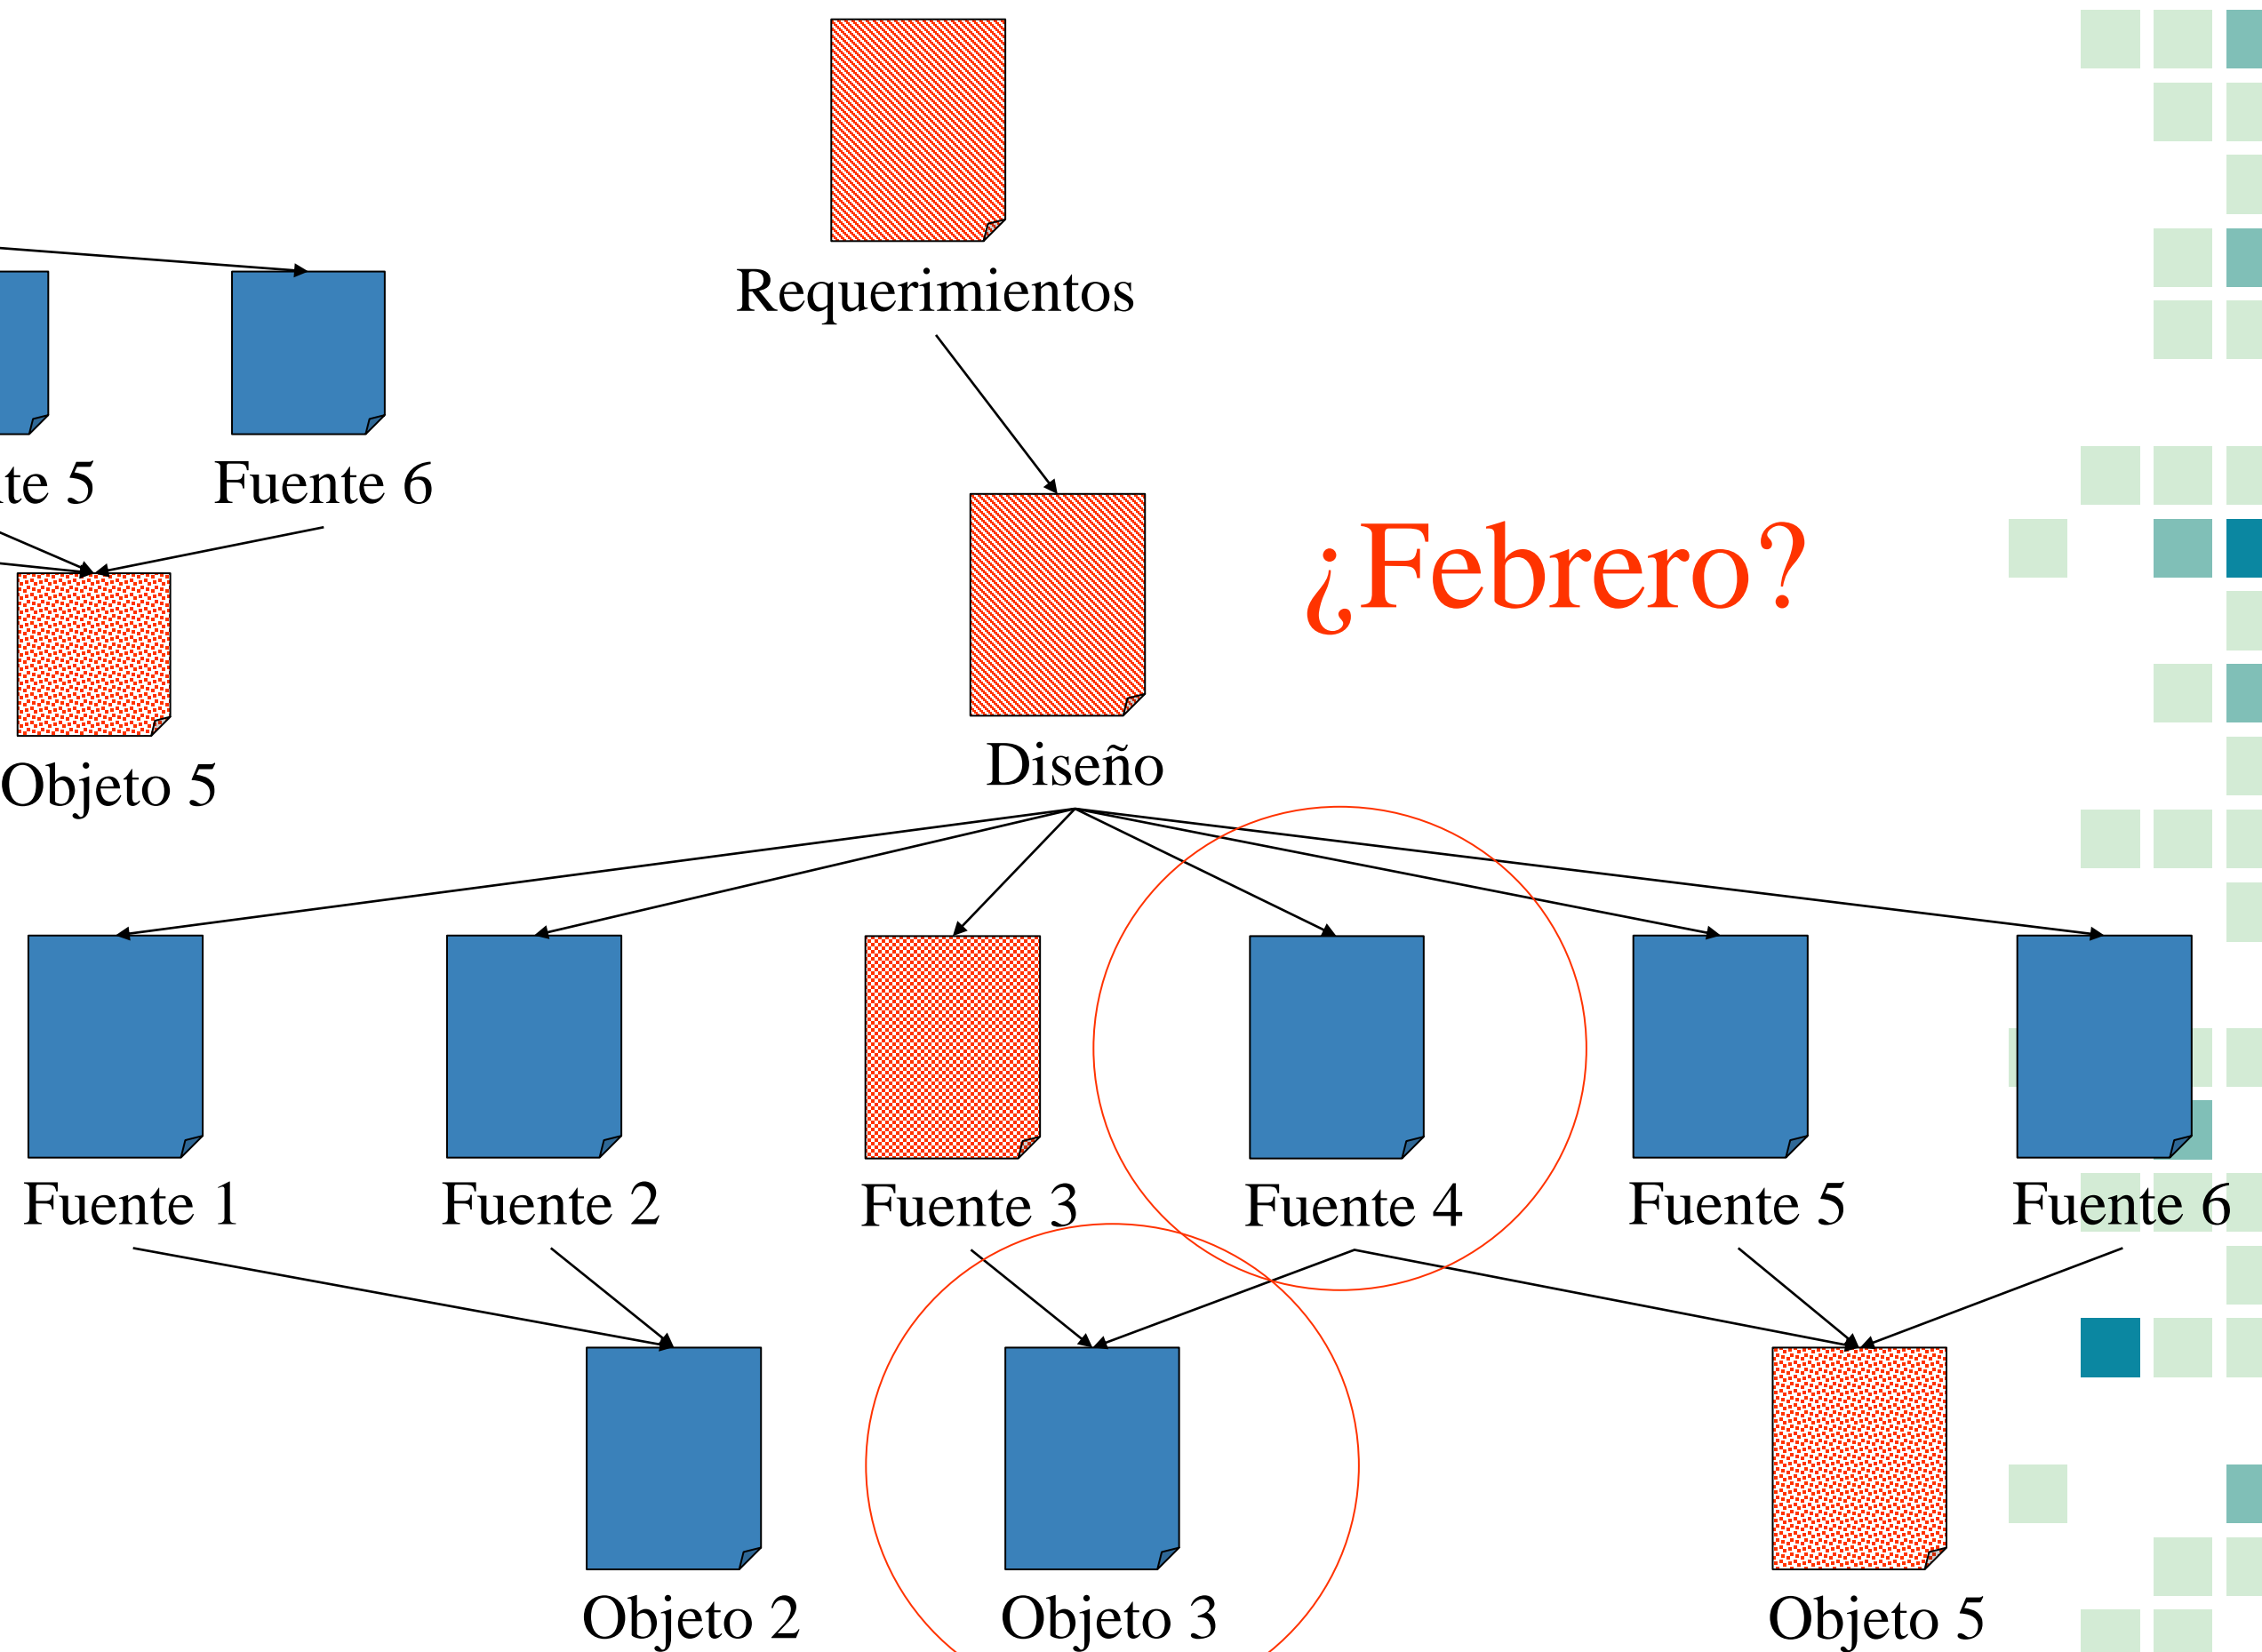 Requerimientos
nte 5
Fuente 6
¿Febrero?
Objeto 5
Diseño
Fuente 1
Fuente 2
Fuente 3
Fuente 4
Fuente 5
Fuente 6
Objeto 2
Objeto 3
Objeto 5